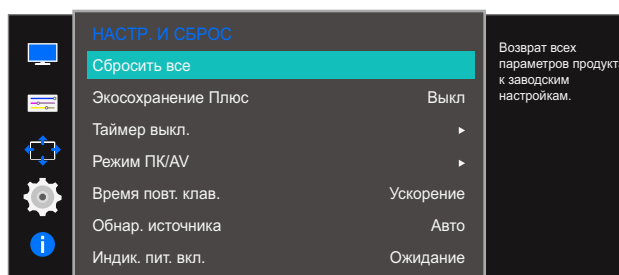 НАСТР. И СБРОС
Сбросить все
Экосохранение Плюс Выкл
Таймер выкл.
Режим ПК/AV
Время повт. клав. Ускорение
Обнар. источника Авто
Индик. пит. вкл. Ожидание
Возврат всех
параметров продукта
к заводским
настройкам.